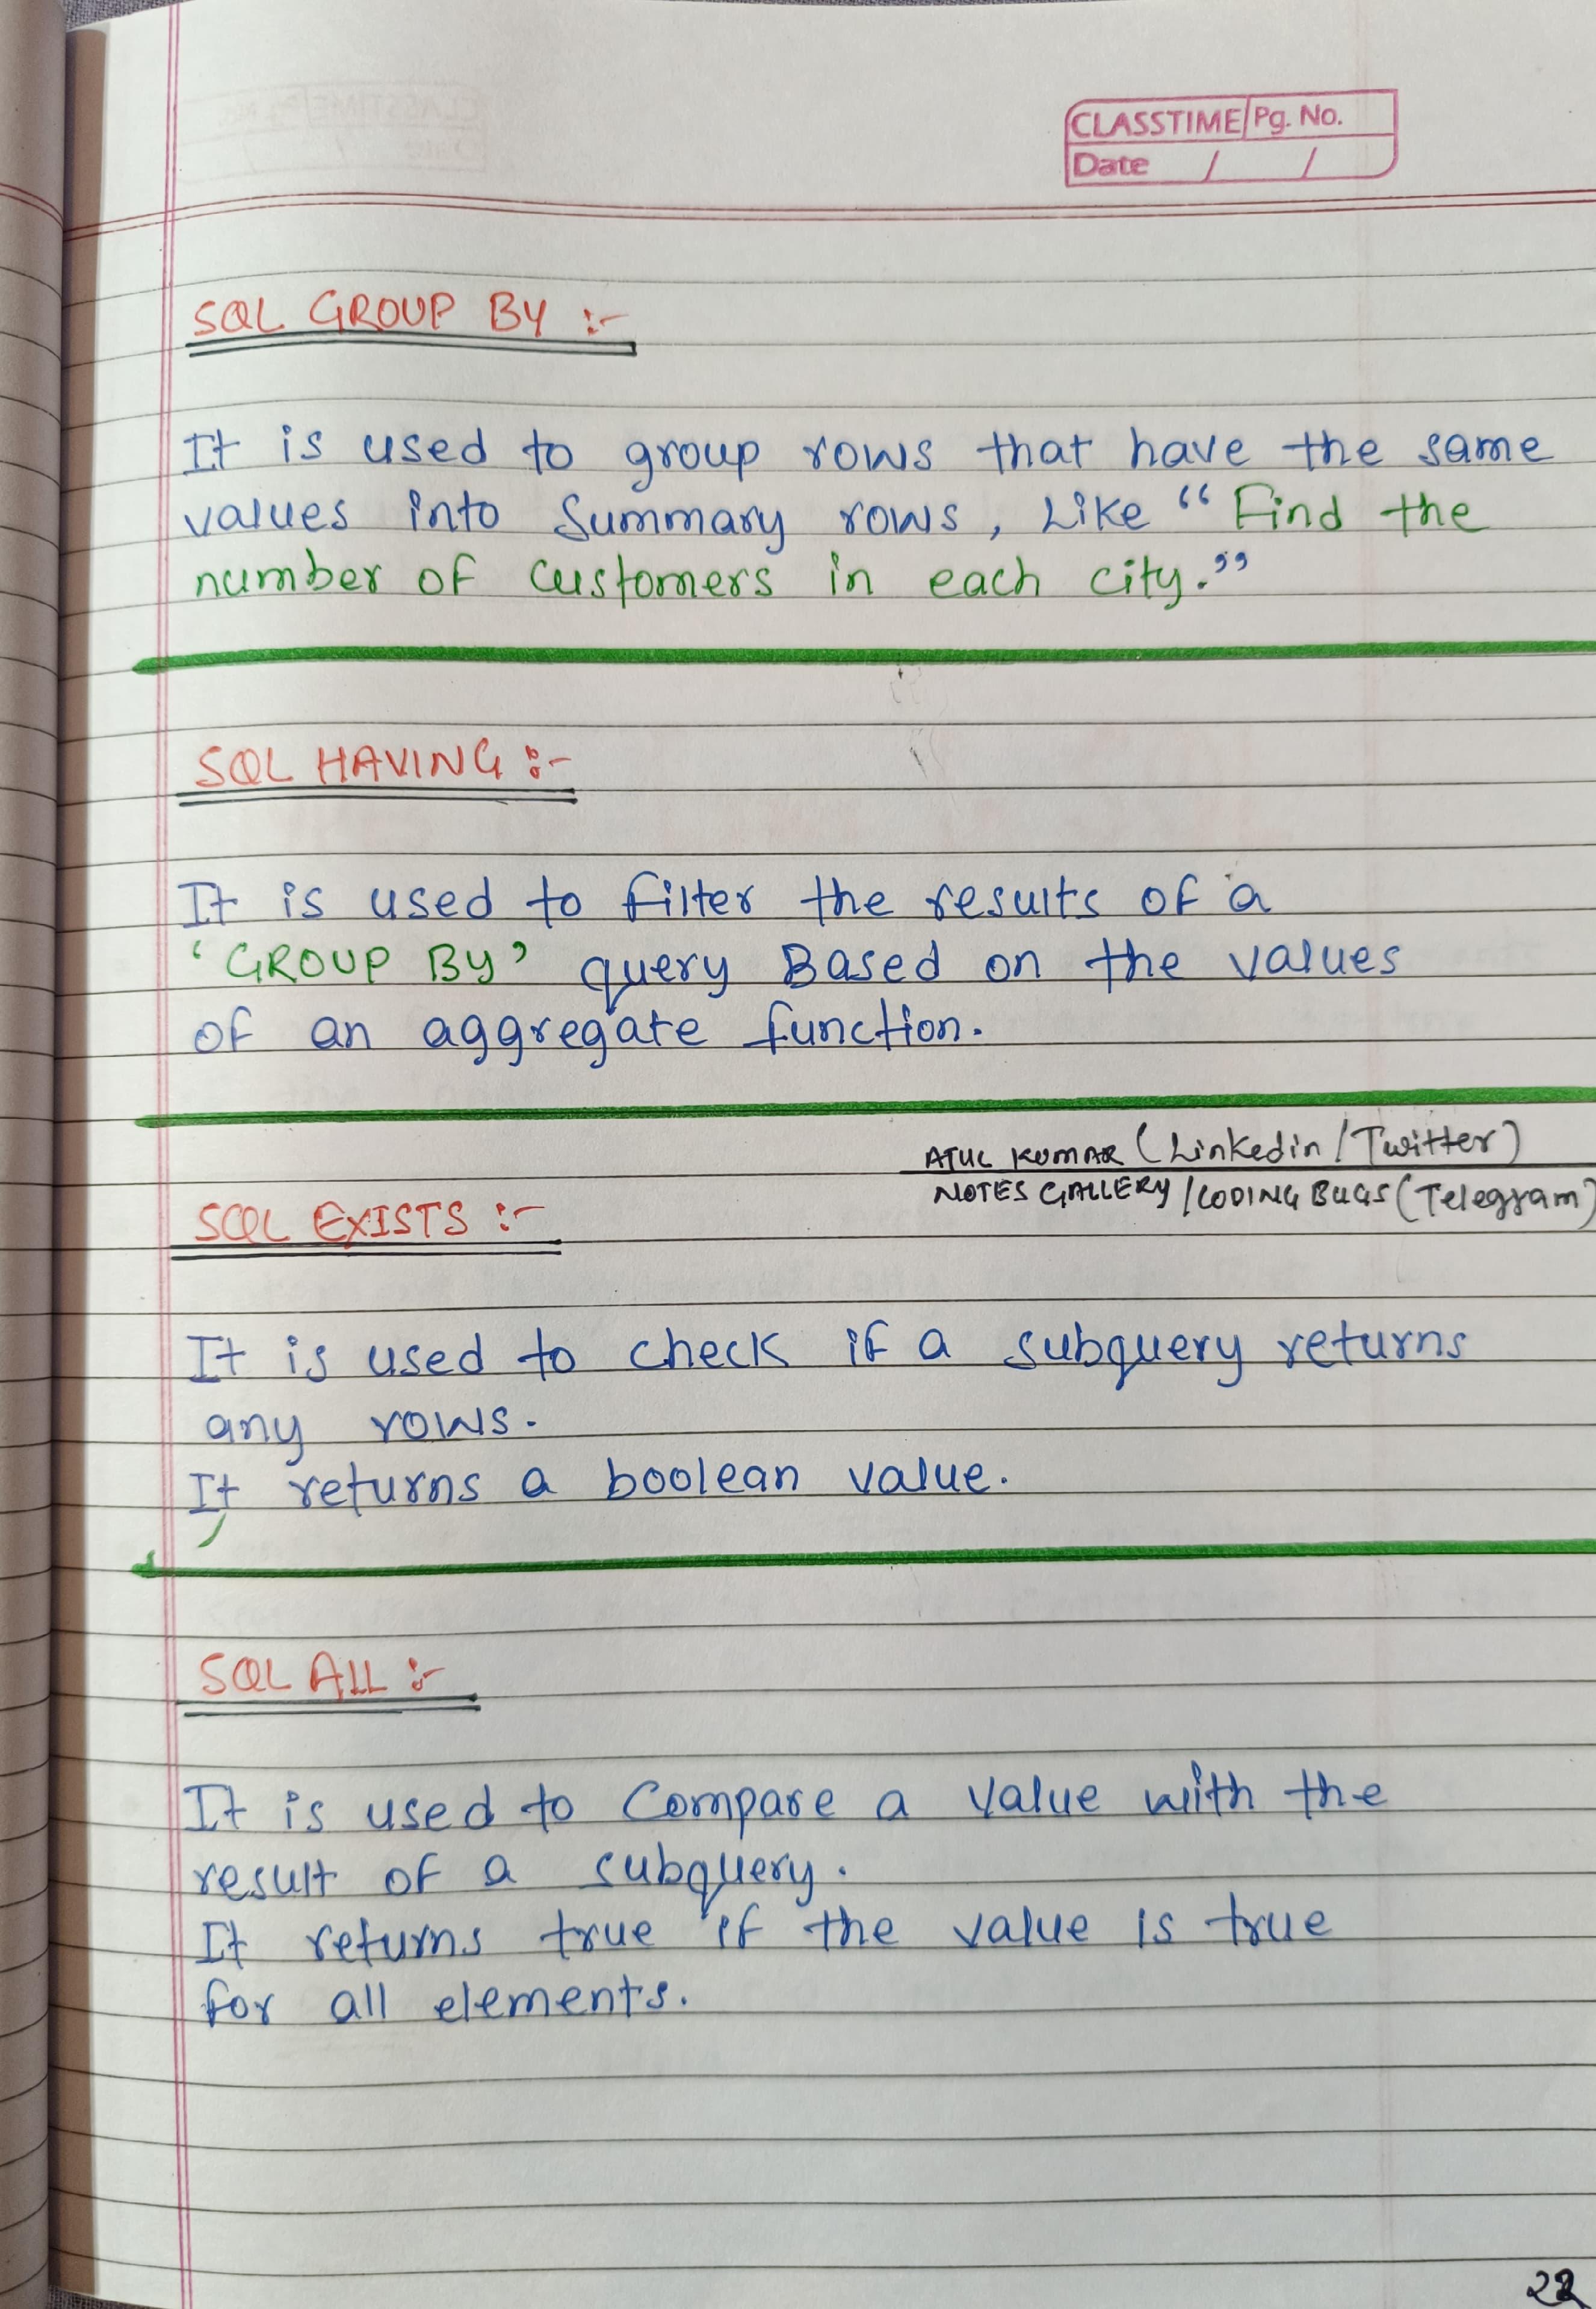 CLASSTIME Pg. No.
Date / /
SQL GROUP BY :-
It is used to group rows that have the same
values into Summary rows, Like “Find the
number of customers in each city.”
SQL HAVING :-
It is used to filter the results of a
‘GROUP BY’ query Based on the values
of an aggregate function.
ATUL KUMAR (Linkedin / Twitter)
NOTES GALLERY / CODING BUGS (Telegram)
SQL EXISTS :-
It is used to check if a subquery returns
any rows.
It returns a boolean value.
SQL ALL :-
It is used to Compare a value with the
result of a subquery.
It returns true if the value is true
for all elements.